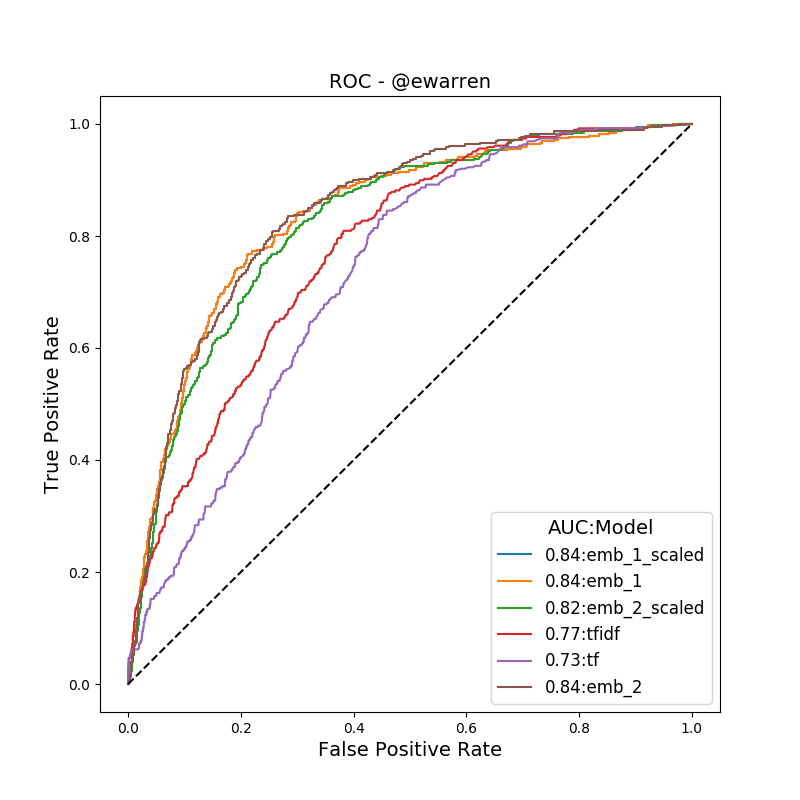 ROC - @ewarren
1.0
0.8
0.6
0.4
0.2
0.0
True Positive Rate
AUC:Model
0.84:emb_1_scaled
0.84:emb_1
0.82:emb_2_scaled
0.77:tfidf
0.73:tf
0.84:emb_2
0.0 0.2 0.4 0.6 0.8 1.0
False Positive Rate